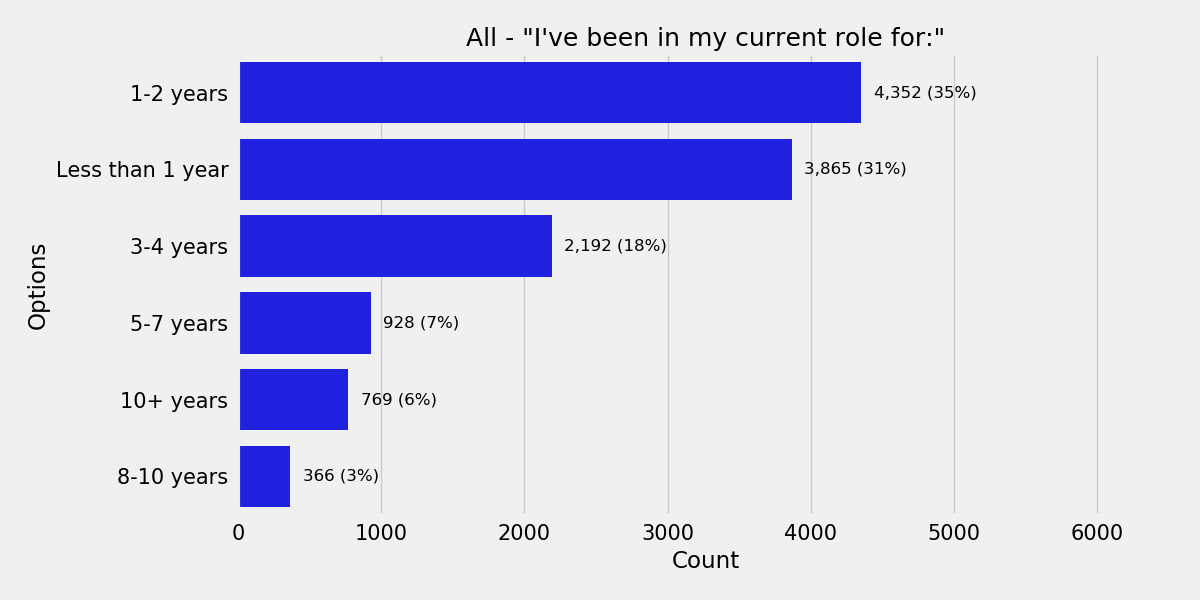 All - "I've been in my current role for:"
1-2 years
4,352 (35%)
Less than 1 year
3,865 (31%)
3-4 years
2,192 (18%)
5-7 years
928 (7%)
10+ years
769 (6%)
8-10 years
366 (3%)
Options
0 1000 2000 3000 4000 5000 6000
Count